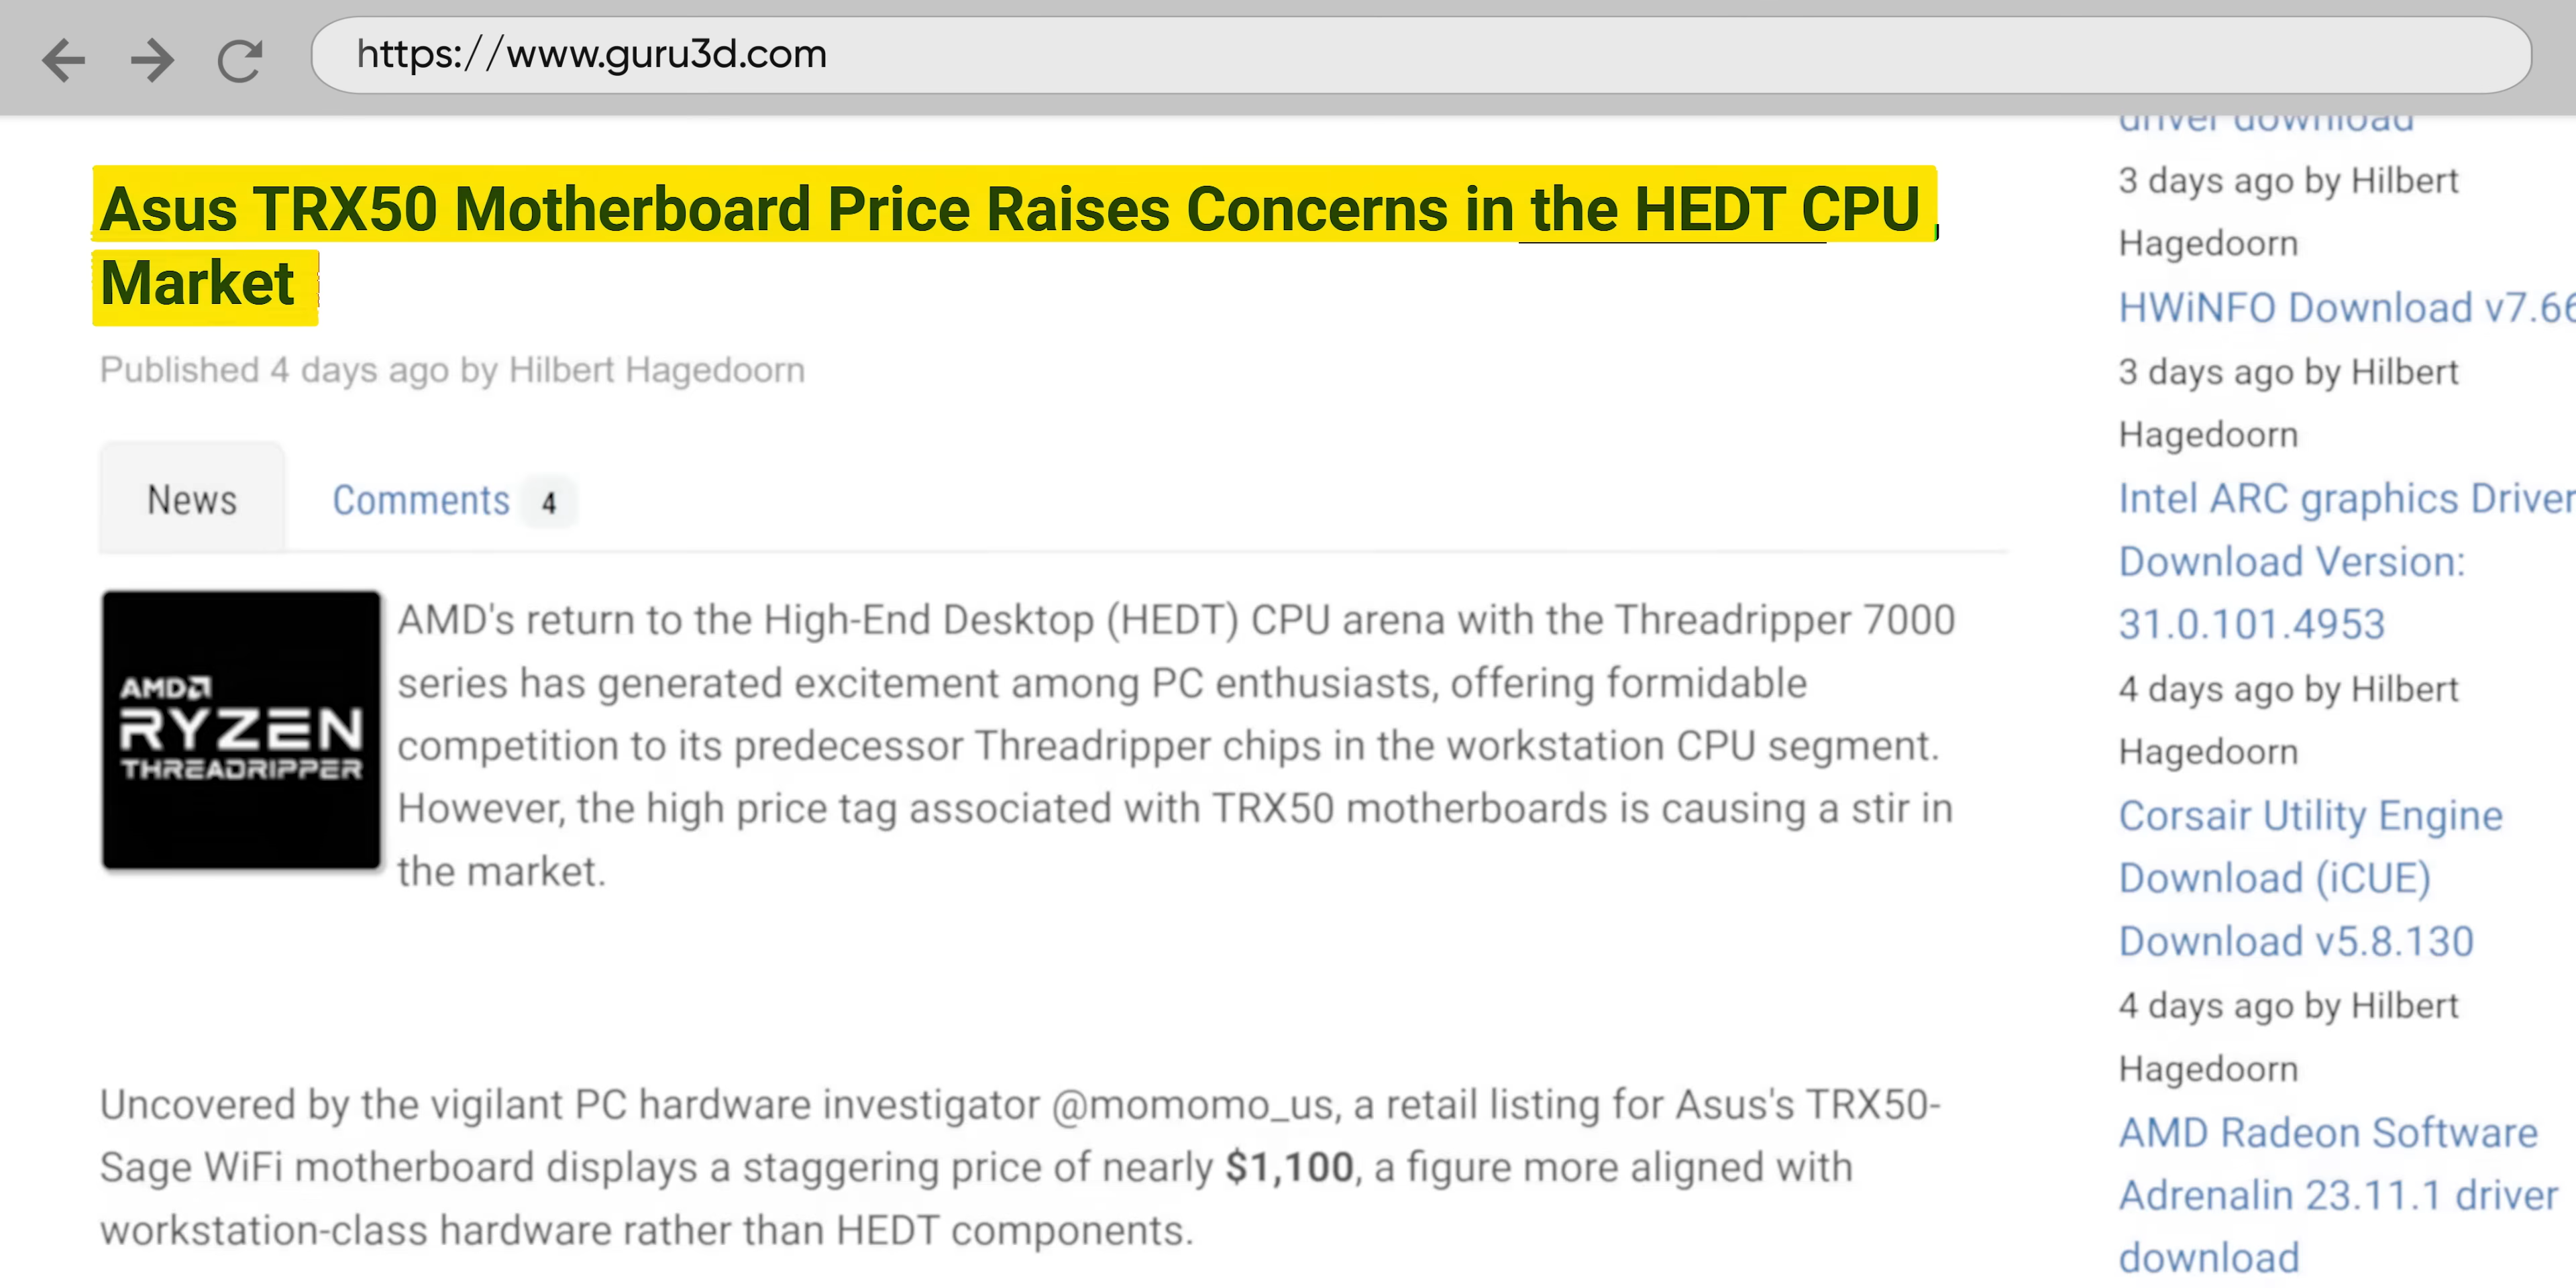 https://www.guru3d.com
Asus TRX50 Motherboard Price Raises Concerns in the HEDT CPU
Market
Published 4 days ago by Hilbert Hagedoorn
News
Comments 4
AMD
RYZEN
THREADRIPPER
AMD's return to the High-End Desktop (HEDT) CPU arena with the Threadripper 7000
series has generated excitement among PC enthusiasts, offering formidable
competition to its predecessor Threadripper chips in the workstation CPU segment.
However, the high price tag associated with TRX50 motherboards is causing a stir in
the market.
Uncovered by the vigilant PC hardware investigator @momomo_us, a retail listing for Asus's TRX50-
Sage WiFi motherboard displays a staggering price of nearly $1,100, a figure more aligned with
workstation-class hardware rather than HEDT components.
driver download
3 days ago by Hilbert
Hagedoorn
HWiNFO Download v7.66
3 days ago by Hilbert
Hagedoorn
Intel ARC graphics Driver
Download Version:
31.0.101.4953
4 days ago by Hilbert
Hagedoorn
Corsair Utility Engine
Download (iCUE)
Download v5.8.130
4 days ago by Hilbert
Hagedoorn
AMD Radeon Software
Adrenalin 23.11.1 driver
download